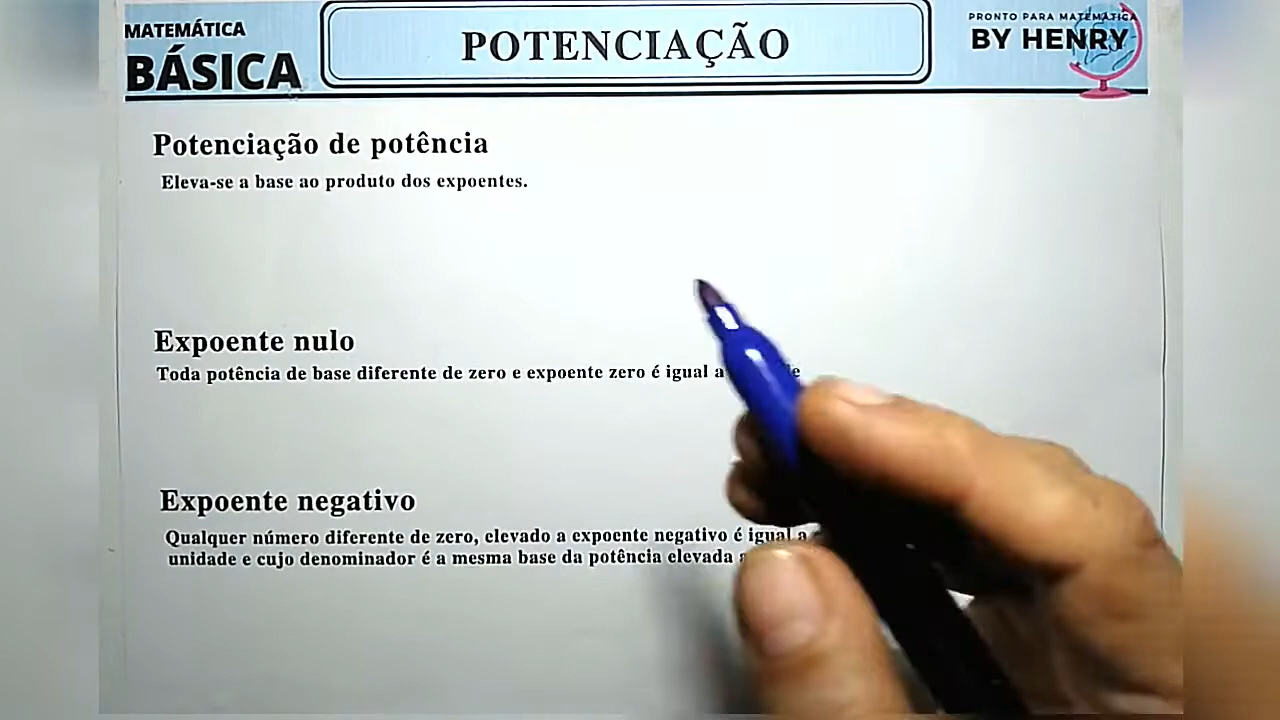 MATEMÁTICA
BÁSICA
POTENCIAÇÃO
PRONTO PARA MATEMÁTICA
BY HENRY
Potenciação de potência
Eleva-se a base ao produto dos expoentes.
Expoente nulo
Toda potência de base diferente de zero e expoente zero é igual a
Expoente negativo
Qualquer número diferente de zero, elevado a expoente negativo é igual a
unidade e cujo denominador é a mesma base da potência elevada